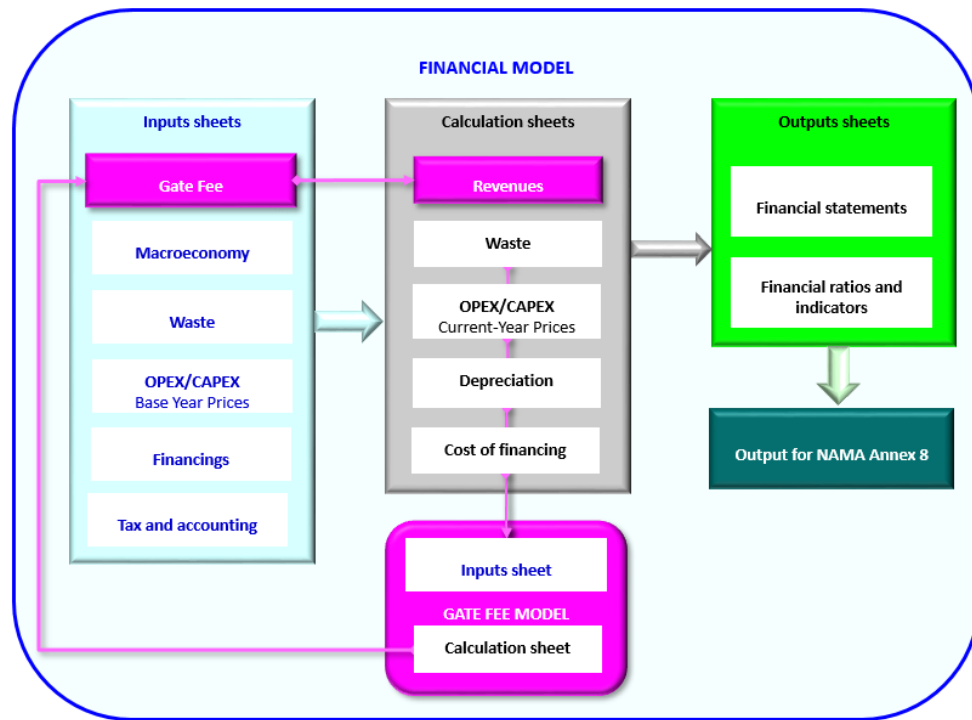 FINANCIAL MODEL
Inputs sheets
Gate Fee
Macroeconomy
Waste
OPEX/CAPEX
Base Year Prices
Financings
Tax and accounting
Calculation sheets
Revenues
Waste
OPEX/CAPEX
Current-Year Prices
Depreciation
Cost of financing
Inputs sheet
GATE FEE MODEL
Calculation sheet
Outputs sheets
Financial statements
Financial ratios and
indicators
Output for NAMA Annex 8